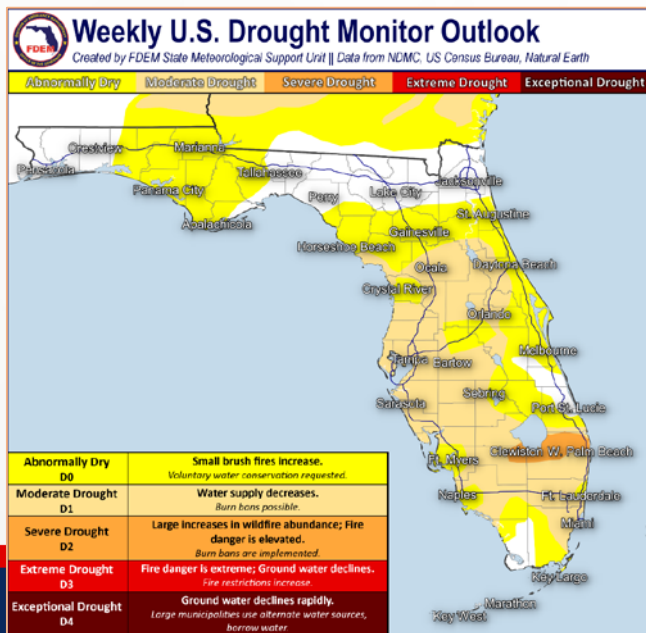 FDEM
Weekly U.S. Drought Monitor Outlook
Created by FDEM State Meteorological Support Unit || Data from NDMC, US Census Bureau, Natural Earth
Abnormally Dry Moderate Drought Severe Drought Extreme Drought Exceptional Drought
Crestview
Marianna
Pensacola
Tallahassee
Jacksonville
Panama City
Perry
Lake City
St. Augustine
Apalachicola
Gainesville
Horseshoe Beach
Ocala
Daytona Beach
Crystal River
Orlando
Melbourne
Tampa
Bartow
Sebring
Sarasota
Port St. Lucie
Clewiston W. Palm Beach
Ft. Myers
Naples
Ft. Lauderdale
Miami
Key Largo
Marathon
Key West
Abnormally Dry
D0
Small brush fires increase.
Voluntary water conservation requested.
Moderate Drought
D1
Water supply decreases.
Burn bans possible.
Severe Drought
D2
Large increases in wildfire abundance; Fire
danger is elevated.
Burn bans are implemented.
Extreme Drought
D3
Fire danger is extreme; Ground water declines.
Fire restrictions increase.
Exceptional Drought
D4
Ground water declines rapidly.
Large municipalities use alternate water sources,
borrow water.